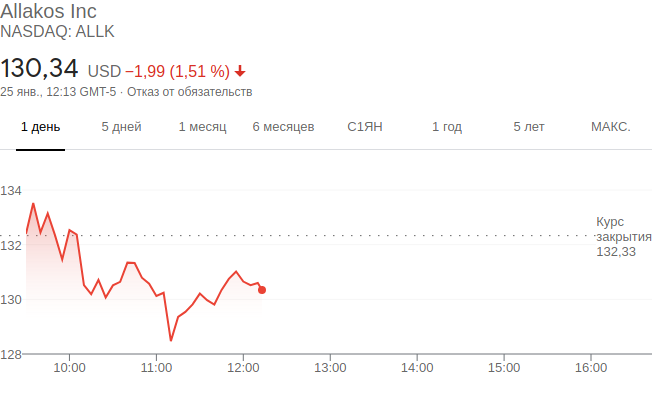 Allakos Inc
NASDAQ: ALLK
130,34 USD −1,99 (1,51 %)
25 янв., 12:13 GMT-5 · Отказ от обязательств
1 день 5 дней 1 месяц 6 месяцев С1ЯН 1 год 5 лет МАКС.
134
Курс
закрытия
132,33
132
130
128
10:00 11:00 12:00 13:00 14:00 15:00 16:00